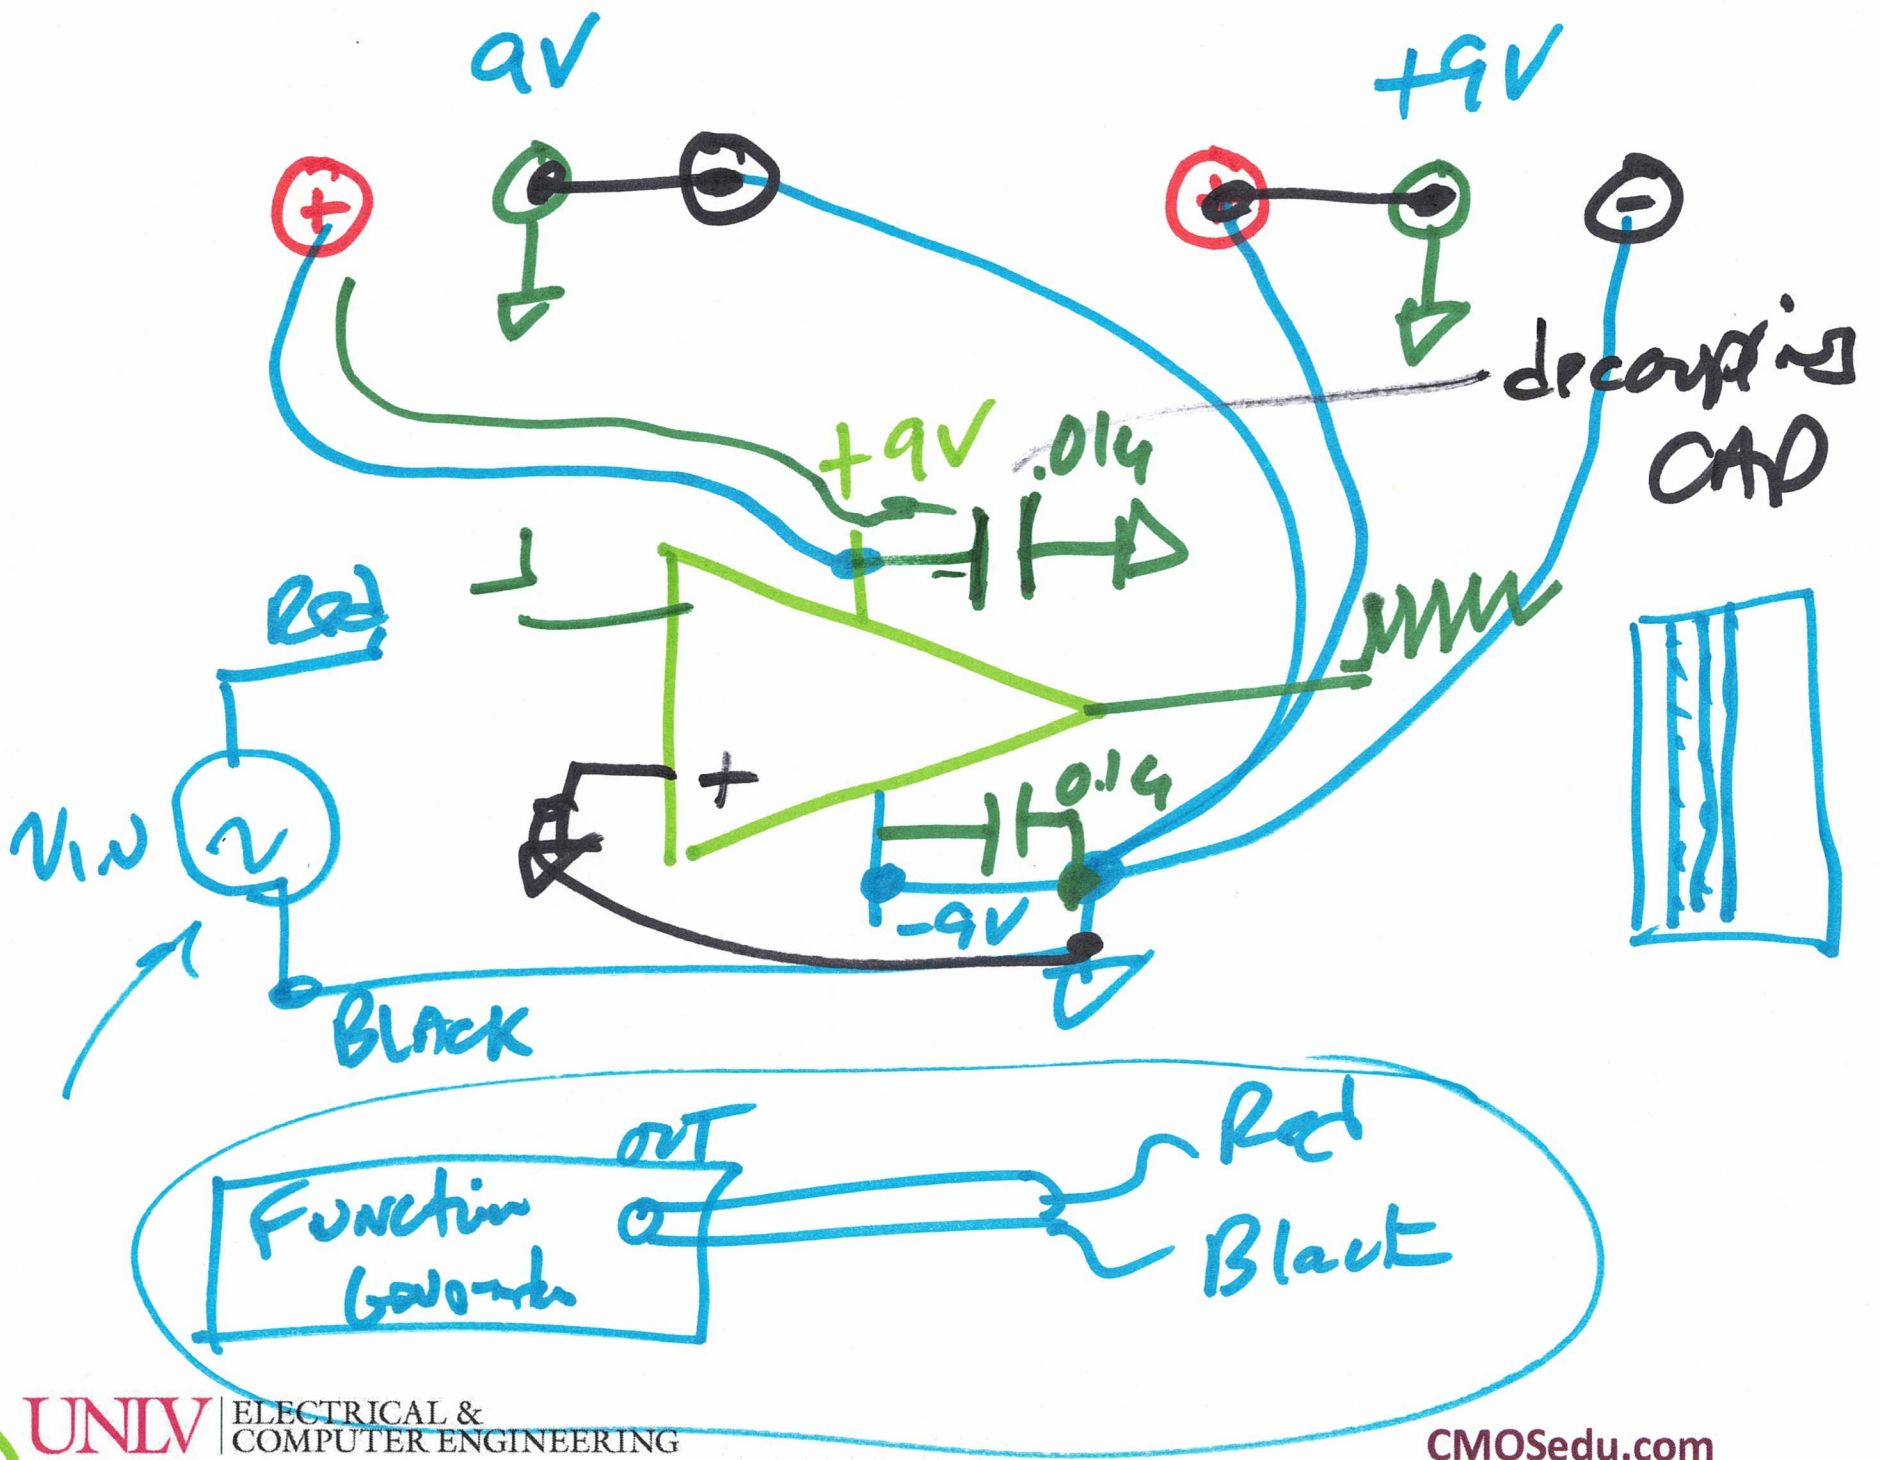 9V
+9V
+
-
+
-
decoupling
CAP
+9V
.01μ
-
Red
+
0.1μ
VIN
-9V
BLACK
OUT
Function
Generator
Red
Black
UNLV
ELECTRICAL &
COMPUTER ENGINEERING
CMOSedu.com